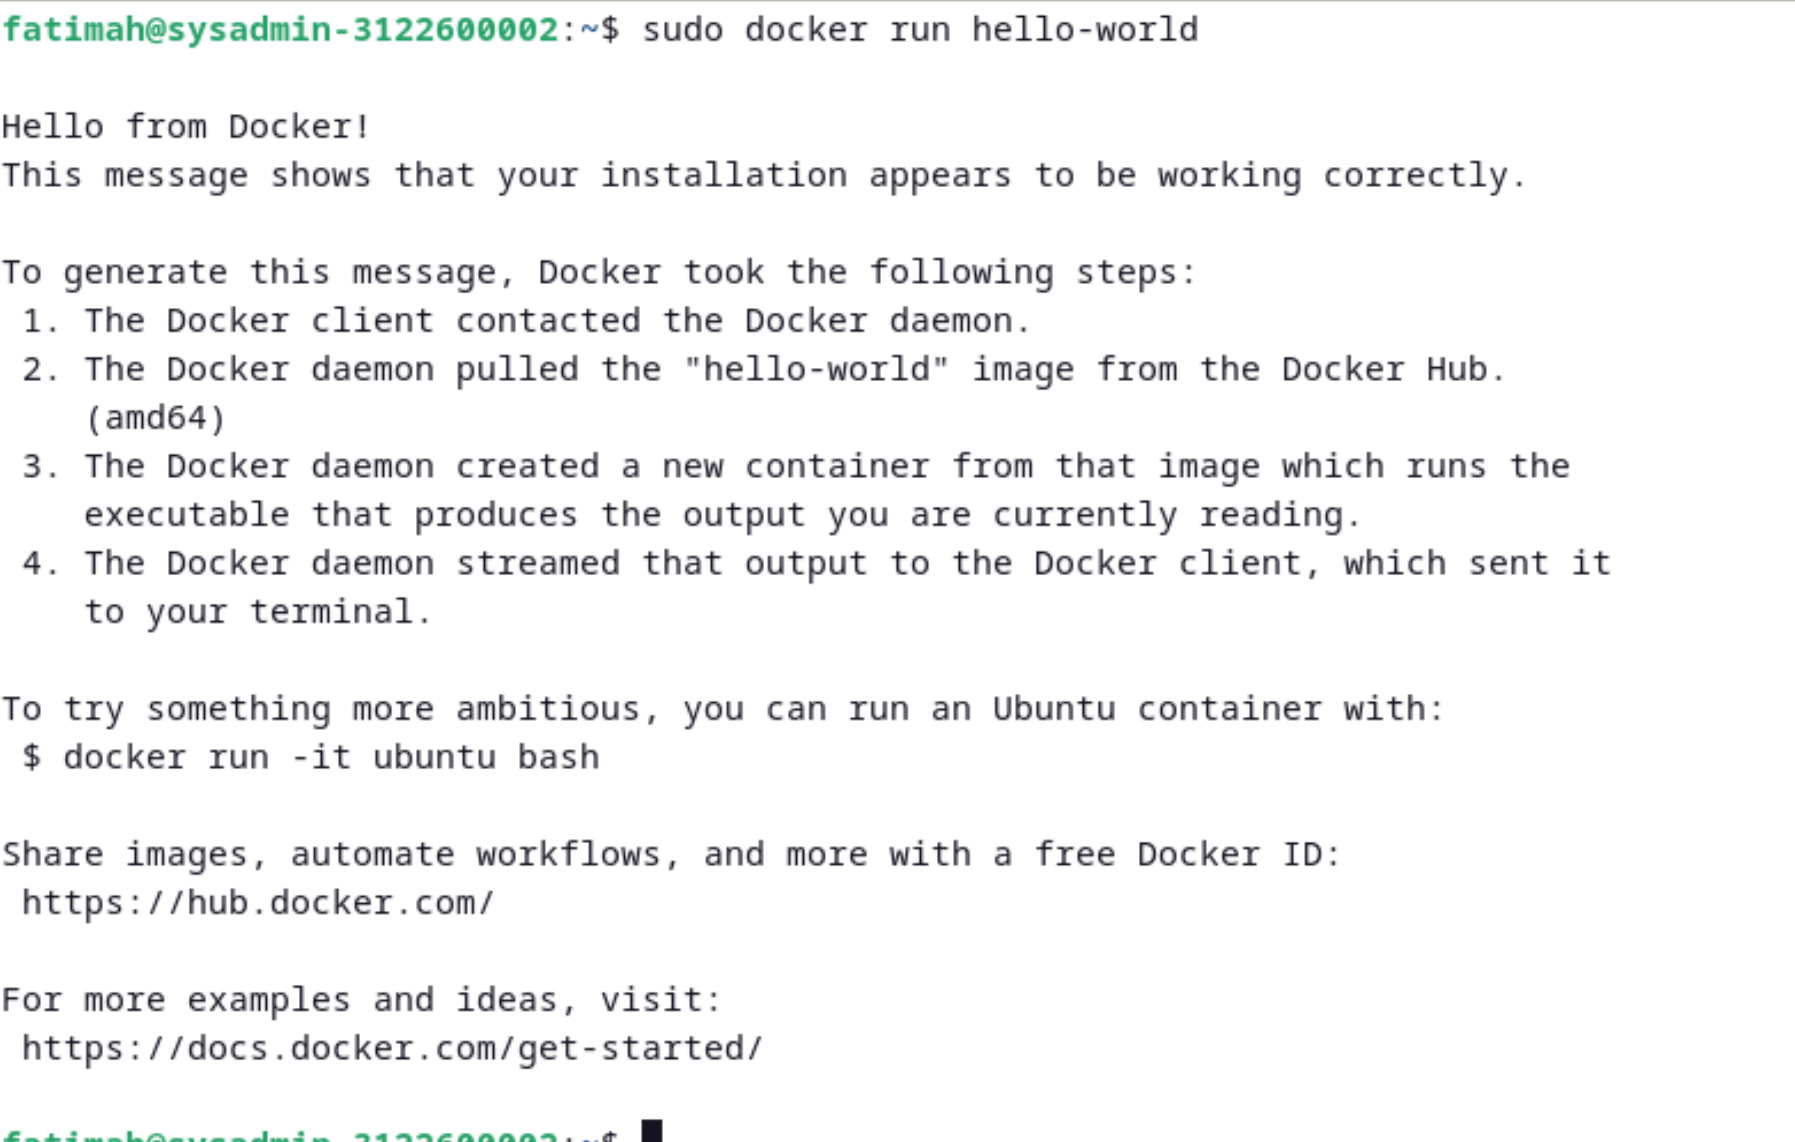 fatimah@sysadmin-3122600002:~$ sudo docker run hello-world
Hello from Docker!
This message shows that your installation appears to be working correctly.
To generate this message, Docker took the following steps:
1. The Docker client contacted the Docker daemon.
2. The Docker daemon pulled the "hello-world" image from the Docker Hub.
(amd64)
3. The Docker daemon created a new container from that image which runs the
executable that produces the output you are currently reading.
4. The Docker daemon streamed that output to the Docker client, which sent it
to your terminal.
To try something more ambitious, you can run an Ubuntu container with:
$ docker run -it ubuntu bash
Share images, automate workflows, and more with a free Docker ID:
https://hub.docker.com/
For more examples and ideas, visit:
https://docs.docker.com/get-started/
fatimah@sysadmin-3122600002:~$